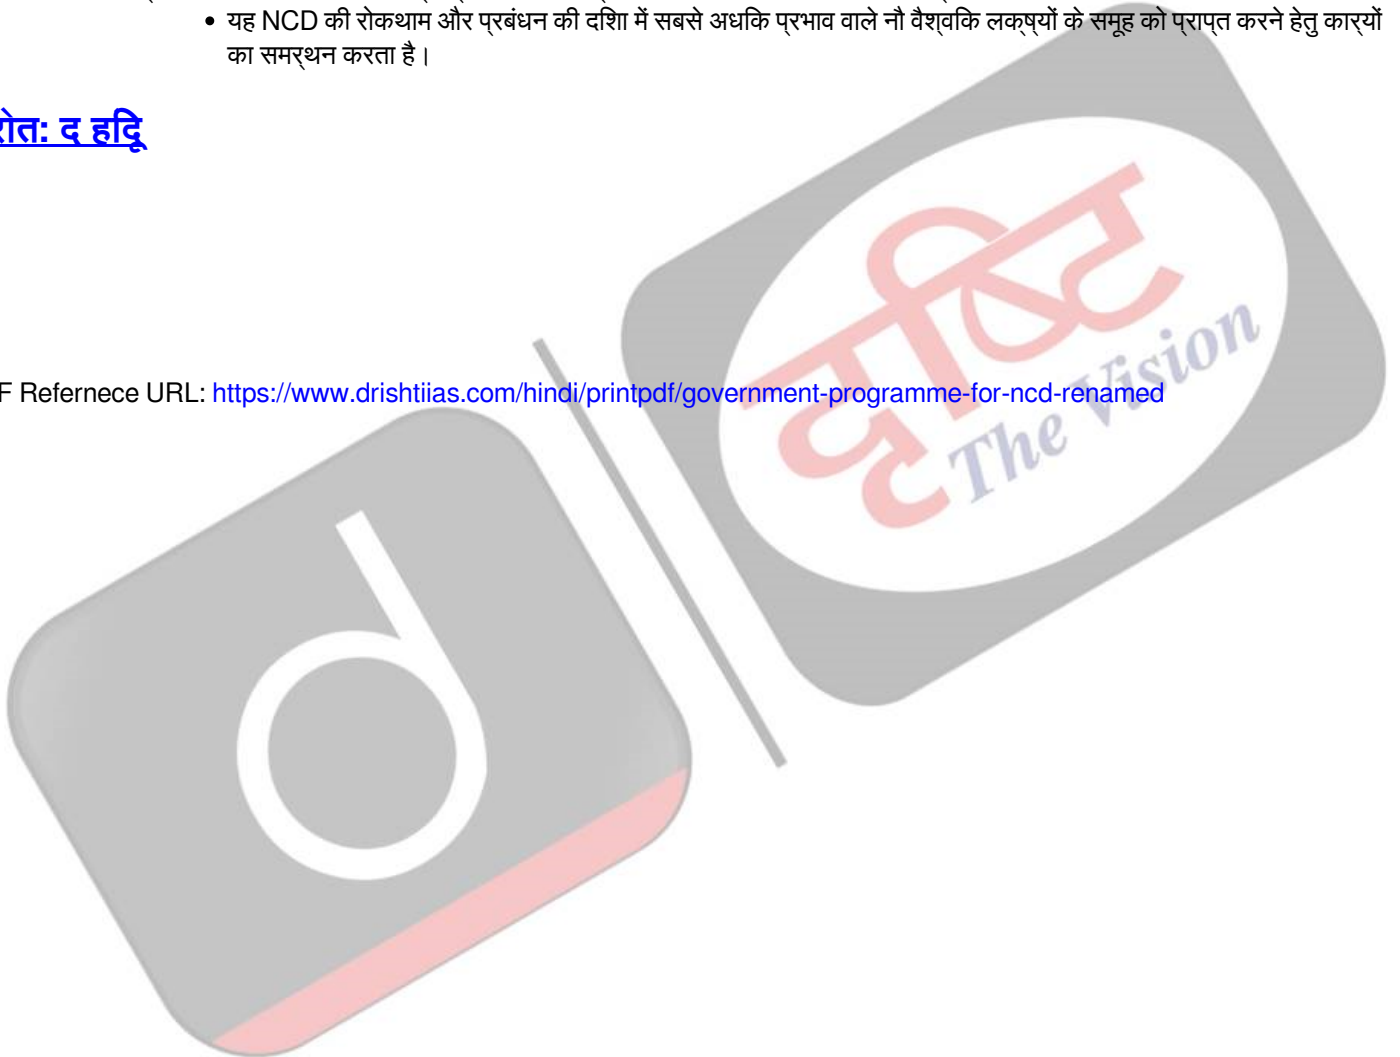 • यह NCD की रोकथाम और प्रबंधन की दिशा में सबसे अधिक प्रभाव वाले नौ वैश्विक लक्ष्यों के समूह को प्राप्त करने हेतु कार्यों
का समर्थन करता है।
रोत: द हिंदू
F Refernece URL: https://www.drishtiias.com/hindi/printpdf/government-programme-for-ncd-renamed
दृष्टि
The Vision
d